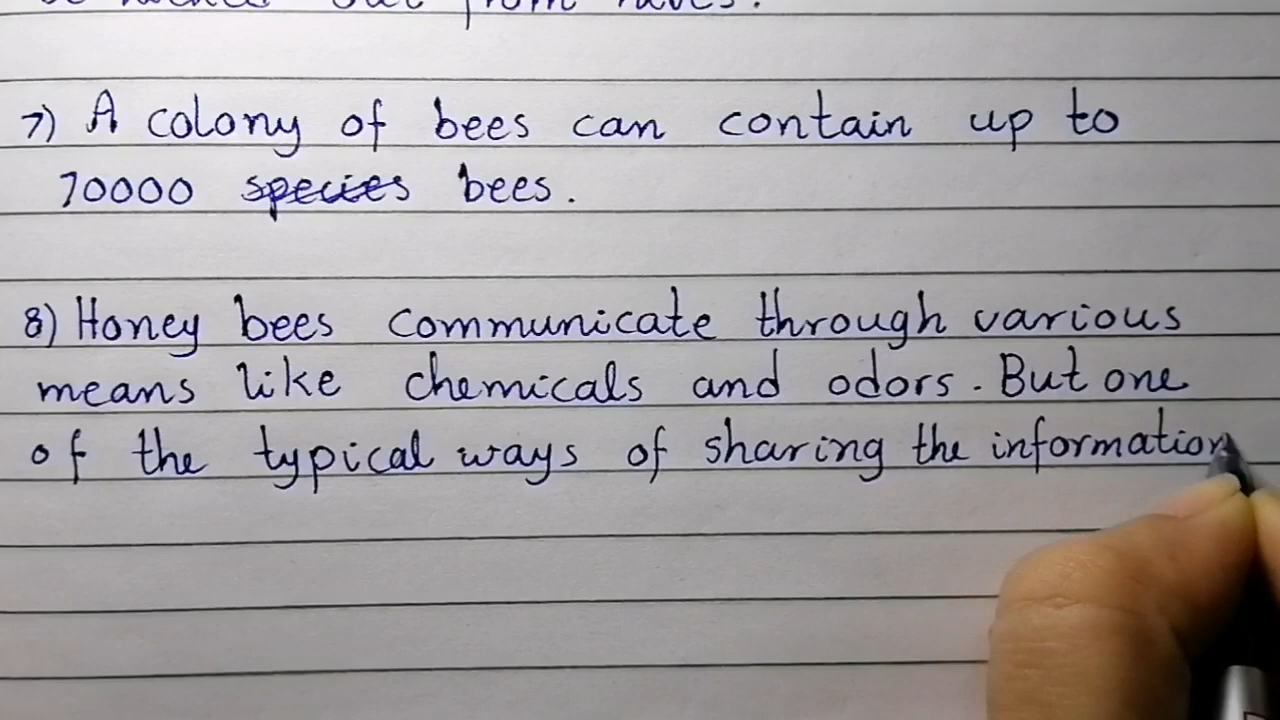 from
7) A colony of bees can contain up to
70000 species bees.
8) Honey bees communicate through various
means like chemicals and odors. But one
of the typical ways of sharing the information